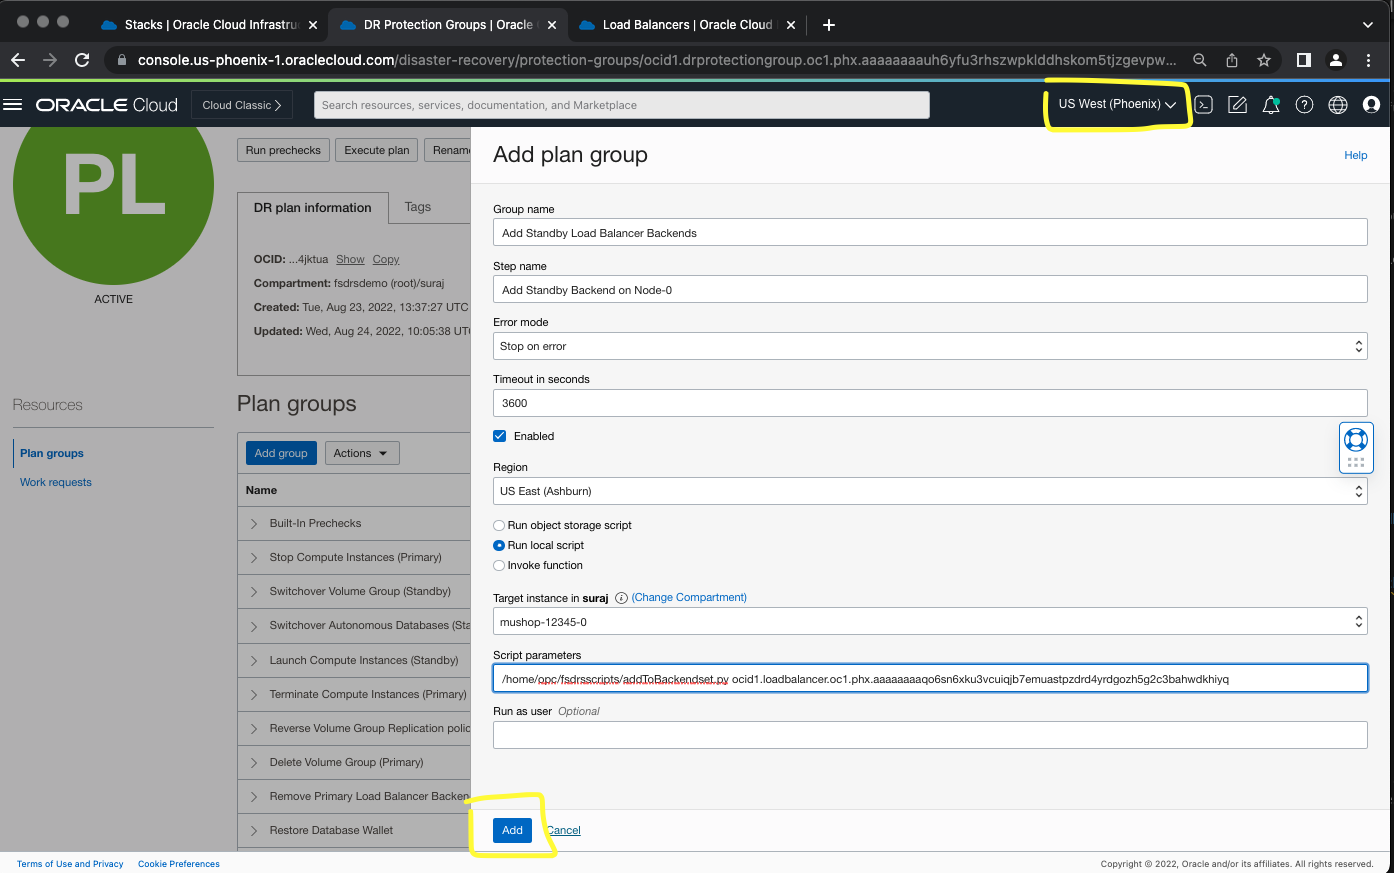 Stacks | Oracle Cloud Infrastru
DR Protection Groups | Oracle
Load Balancers | Oracle Cloud
console.us-phoenix-1.oraclecloud.com/disaster-recovery/protection-groups/ocid1.drprotectiongroup.oc1.phx.aaaaaaaauh6yfu3rhszwpklddhskom5tjzgevpw...
ORACLE Cloud
Cloud Classic >
Search resources, services, documentation, and Marketplace
US West (Phoenix)
PL
ACTIVE
Run prechecks
Execute plan
Renam
DR plan information
Tags
OCID: ...4jktua Show Copy
Compartment: fsdrsdemo (root)/suraj
Created: Tue, Aug 23, 2022, 13:37:27 UTC
Updated: Wed, Aug 24, 2022, 10:05:38 UT
Resources
Plan groups
Work requests
Plan groups
Add group
Actions
Name
Built-In Prechecks
Stop Compute Instances (Primary)
Switchover Volume Group (Standby)
Switchover Autonomous Databases (Sta
Launch Compute Instances (Standby)
Terminate Compute Instances (Primary)
Reverse Volume Group Replication polic
Delete Volume Group (Primary)
Remove Primary Load Balancer Backen
Restore Database Wallet
Add plan group
Help
Group name
Add Standby Load Balancer Backends
Step name
Add Standby Backend on Node-0
Error mode
Stop on error
Timeout in seconds
3600
Enabled
Region
US East (Ashburn)
Run object storage script
Run local script
Invoke function
Target instance in suraj (Change Compartment)
mushop-12345-0
Script parameters
/home/opc/fsdrsscripts/addToBackendset.py ocid1.loadbalancer.oc1.phx.aaaaaaaaqo6sn6xku3vcuiqjb7emuastpzdrd4yrdgozh5g2c3bahwdkhiyq
Run as user Optional
Add
Cancel
Terms of Use and Privacy
Cookie Preferences
Copyright © 2022, Oracle and/or its affiliates. All rights reserved.